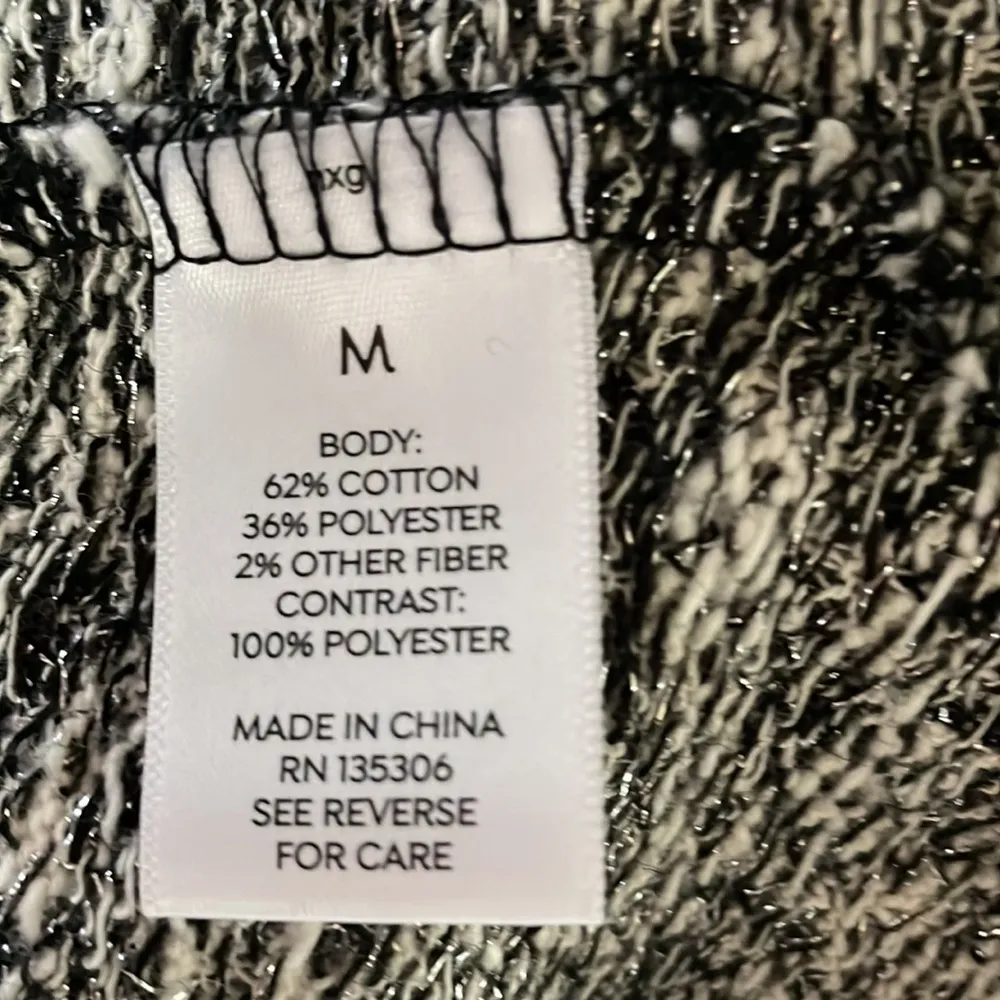 M
BODY:
62% COTTON
36% POLYESTER
2% OTHER FIBER
CONTRAST:
100% POLYESTER
MADE IN CHINA
RN 135306
SEE REVERSE
FOR CARE